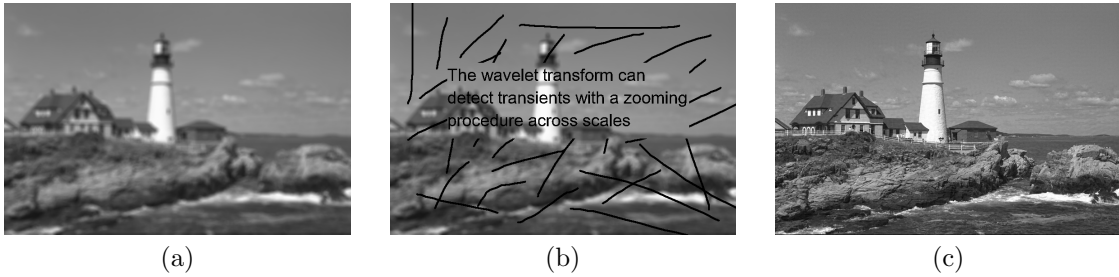 The wavelet transform can
detect transients with a zooming
procedure across scales
(a)
(b)
(c)